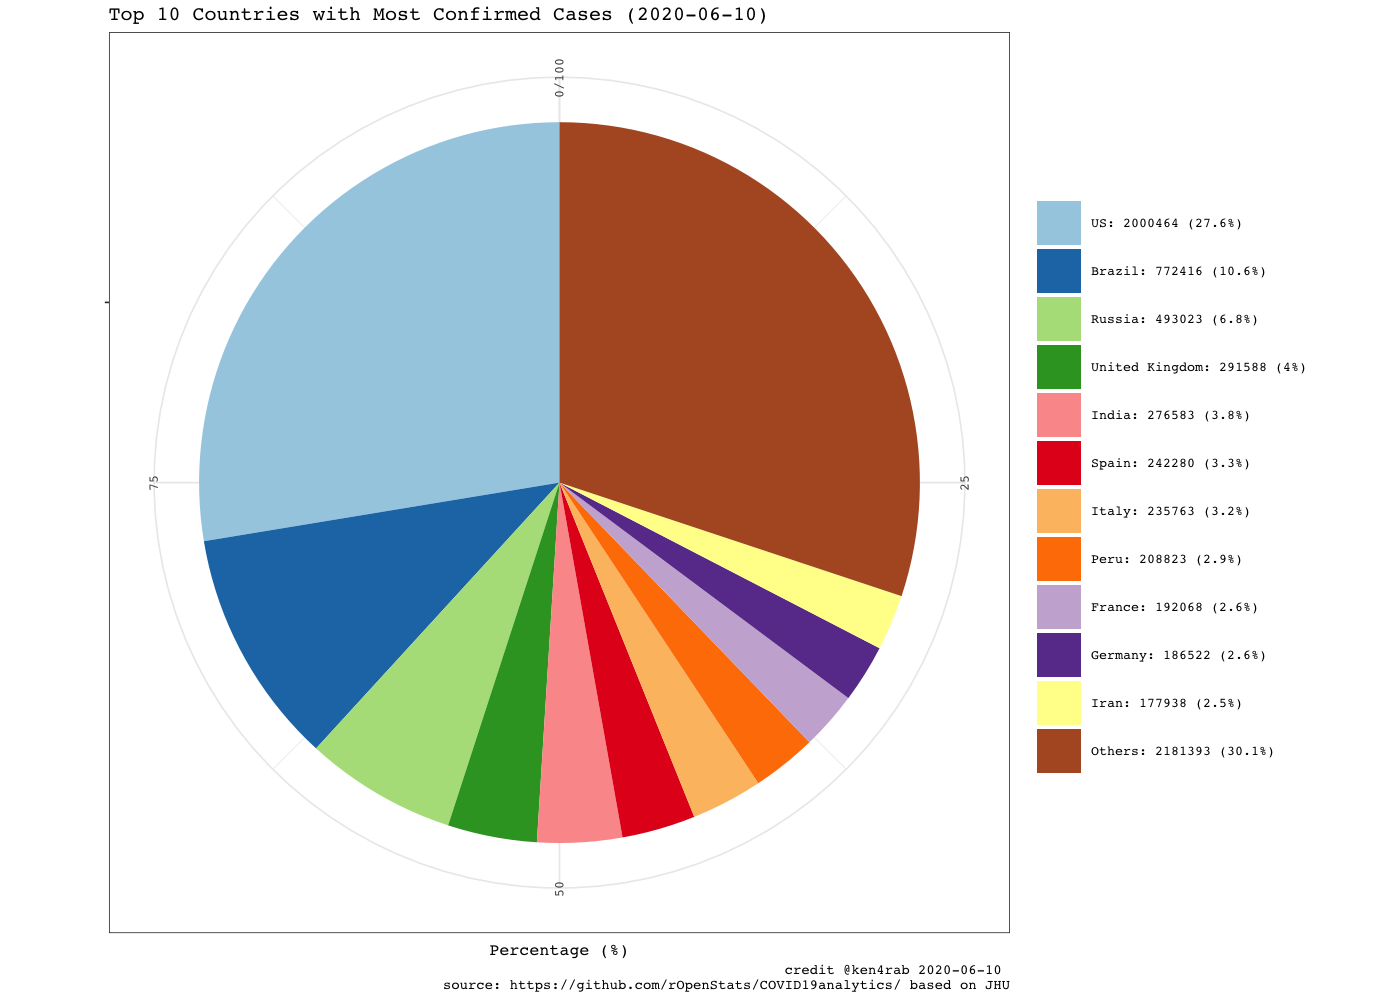 Top 10 Countries with Most Confirmed Cases (2020-06-10)
0/100
25
50
75
US: 2000464 (27.6%)
Brazil: 772416 (10.6%)
Russia: 493023 (6.8%)
United Kingdom: 291588 (4%)
India: 276583 (3.8%)
Spain: 242280 (3.3%)
Italy: 235763 (3.2%)
Peru: 208823 (2.9%)
France: 192068 (2.6%)
Germany: 186522 (2.6%)
Iran: 177938 (2.5%)
Others: 2181393 (30.1%)
Percentage (%)
credit @ken4rab 2020-06-10
source: https://github.com/rOpenStats/COVID19analytics/ based on JHU